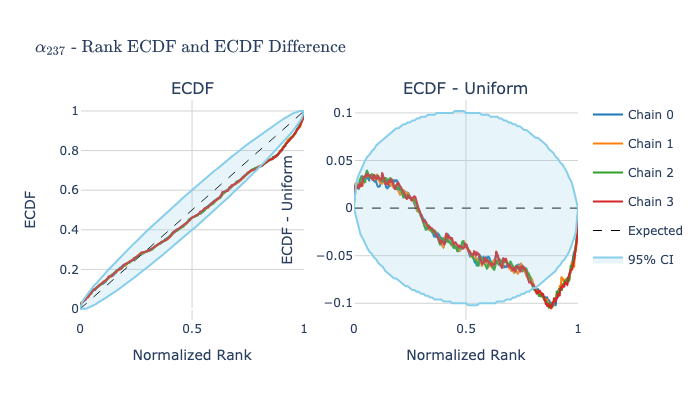 α₂₃₇ - Rank ECDF and ECDF Difference
ECDF
ECDF - Uniform
1
0.8
0.6
0.4
0.2
0
ECDF
0
0.5
1
Normalized Rank
0.1
0.05
0
−0.05
−0.1
ECDF - Uniform
0
0.5
1
Normalized Rank
Chain 0
Chain 1
Chain 2
Chain 3
Expected
95% CI